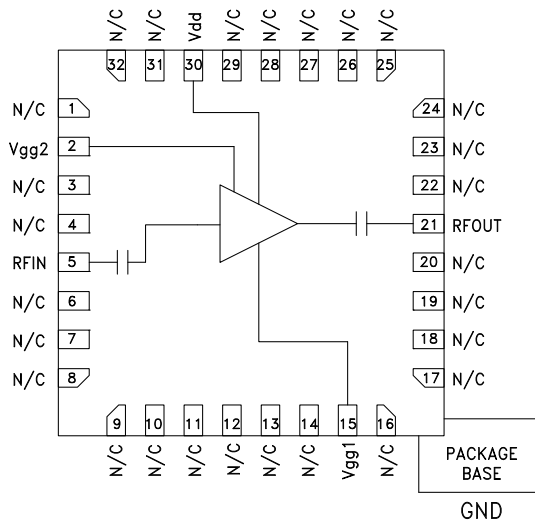 N/C N/C Vdd N/C N/C N/C N/C N/C
32 31 30 29 28 27 26 25
N/C 1 24 N/C
Vgg2 2 23 N/C
N/C 3 22 N/C
N/C 4 21 RFOUT
RFIN 5 20 N/C
N/C 6 19 N/C
N/C 7 18 N/C
N/C 8 17 N/C
9 10 11 12 13 14 15 16
N/C N/C N/C N/C N/C N/C Vgg1 N/C
PACKAGE
BASE
GND